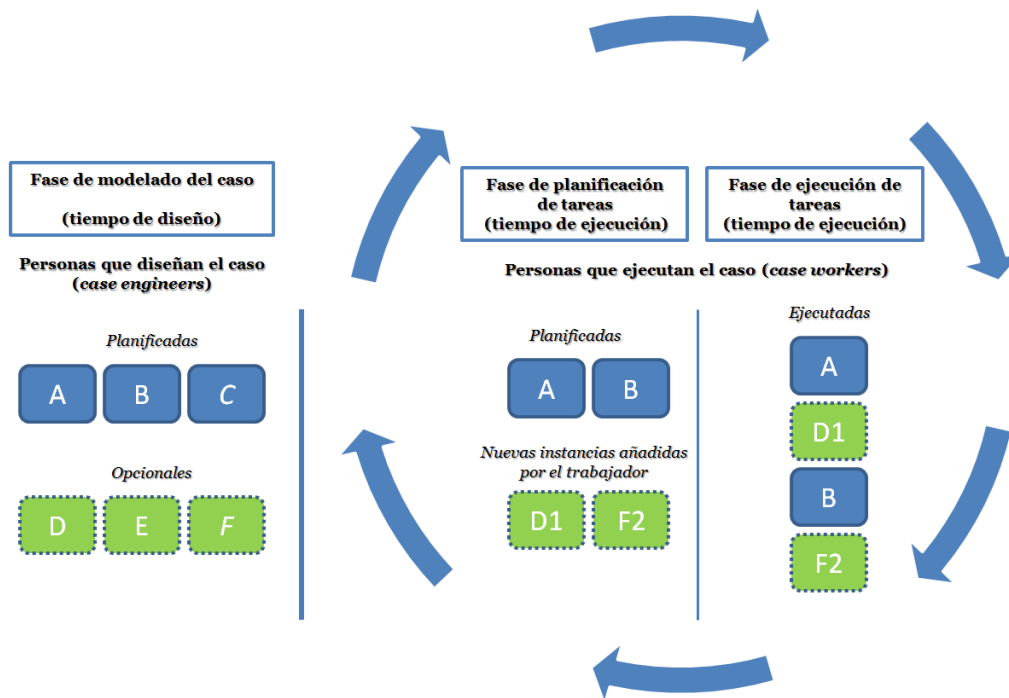 Fase de modelado del caso
(tiempo de diseño)
Personas que diseñan el caso
(case engineers)
Planificadas
A B C
Opcionales
D E F
Fase de planificación
de tareas
(tiempo de ejecución)
Fase de ejecución de
tareas
(tiempo de ejecución)
Personas que ejecutan el caso (case workers)
Planificadas
A B
Nuevas instancias añadidas
por el trabajador
D1 F2
Ejecutadas
A
D1
B
F2